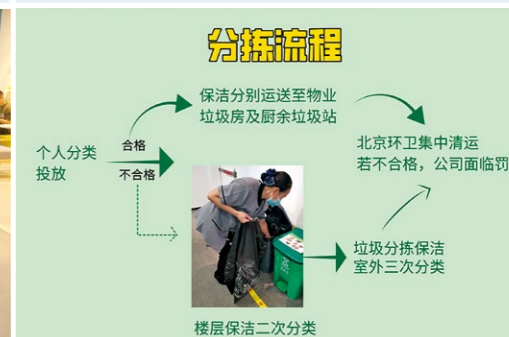 分拣流程
保洁分别运送至物业
垃圾房及厨余垃圾站
个人分类
投放
合格
不合格
北京环卫集中清运
若不合格，公司面临罚
垃圾分拣保洁
室外三次分类
楼层保洁二次分类